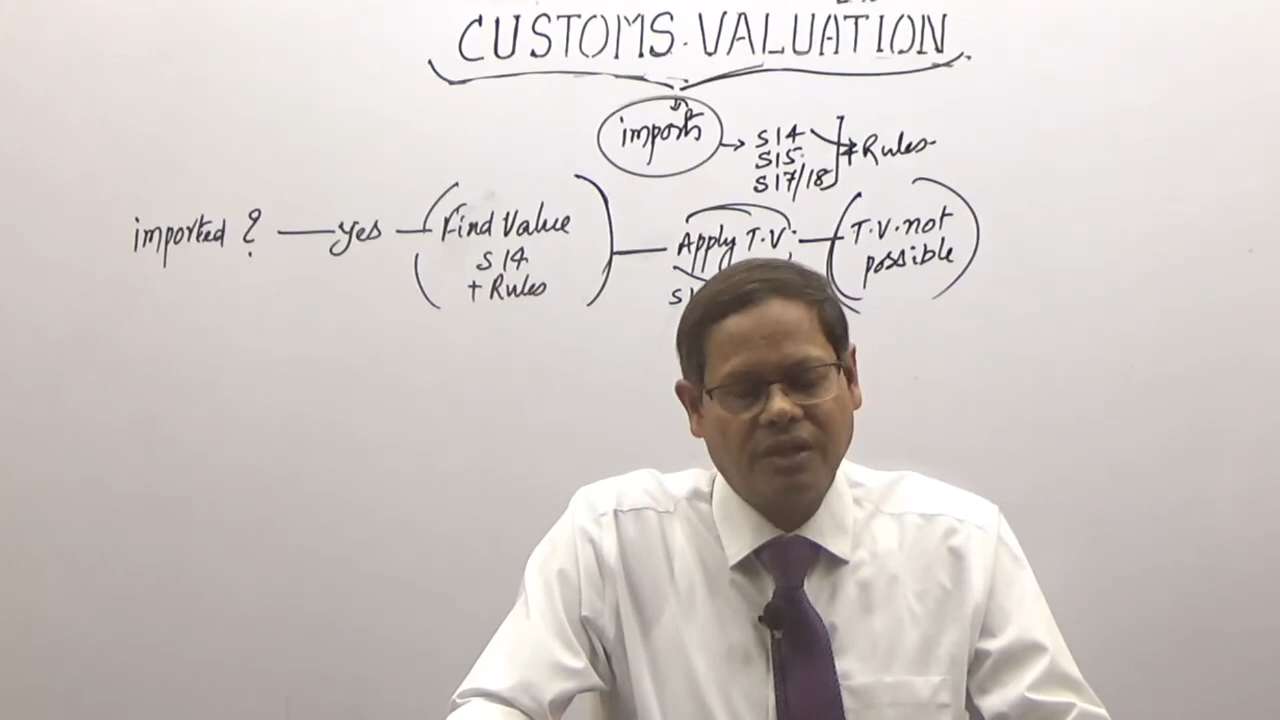 CUSTOMS VALUATION
imports → S14
S15
S17/18
Rules
imported ? — yes — Find Value
S14
+ Rules
Apply T.V.
T.V. not
possible